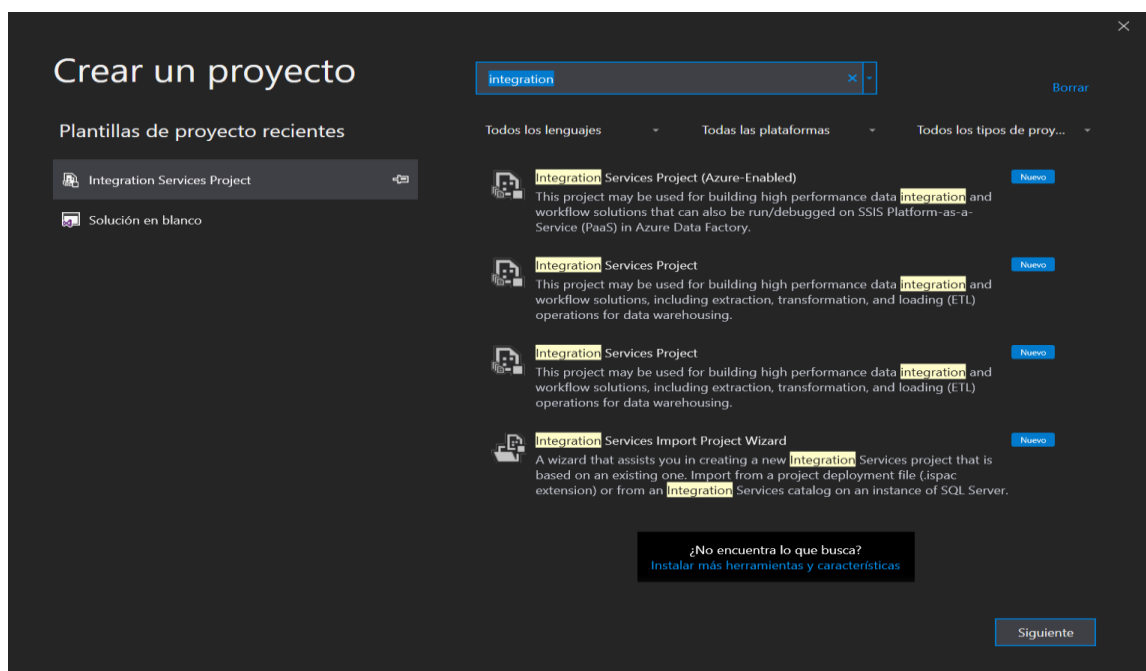 Crear un proyecto
integration
Borrar
Plantillas de proyecto recientes
Todos los lenguajes
Todas las plataformas
Todos los tipos de proy...
Integration Services Project
Solución en blanco
Integration Services Project (Azure-Enabled)
Nuevo
This project may be used for building high performance data integration and
workflow solutions that can also be run/debugged on SSIS Platform-as-a-
Service (PaaS) in Azure Data Factory.
Integration Services Project
Nuevo
This project may be used for building high performance data integration and
workflow solutions, including extraction, transformation, and loading (ETL)
operations for data warehousing.
Integration Services Project
Nuevo
This project may be used for building high performance data integration and
workflow solutions, including extraction, transformation, and loading (ETL)
operations for data warehousing.
Integration Services Import Project Wizard
Nuevo
A wizard that assists you in creating a new Integration Services project that is
based on an existing one. Import from a project deployment file (.ispac
extension) or from an Integration Services catalog on an instance of SQL Server.
¿No encuentra lo que busca?
Instalar más herramientas y características
Siguiente